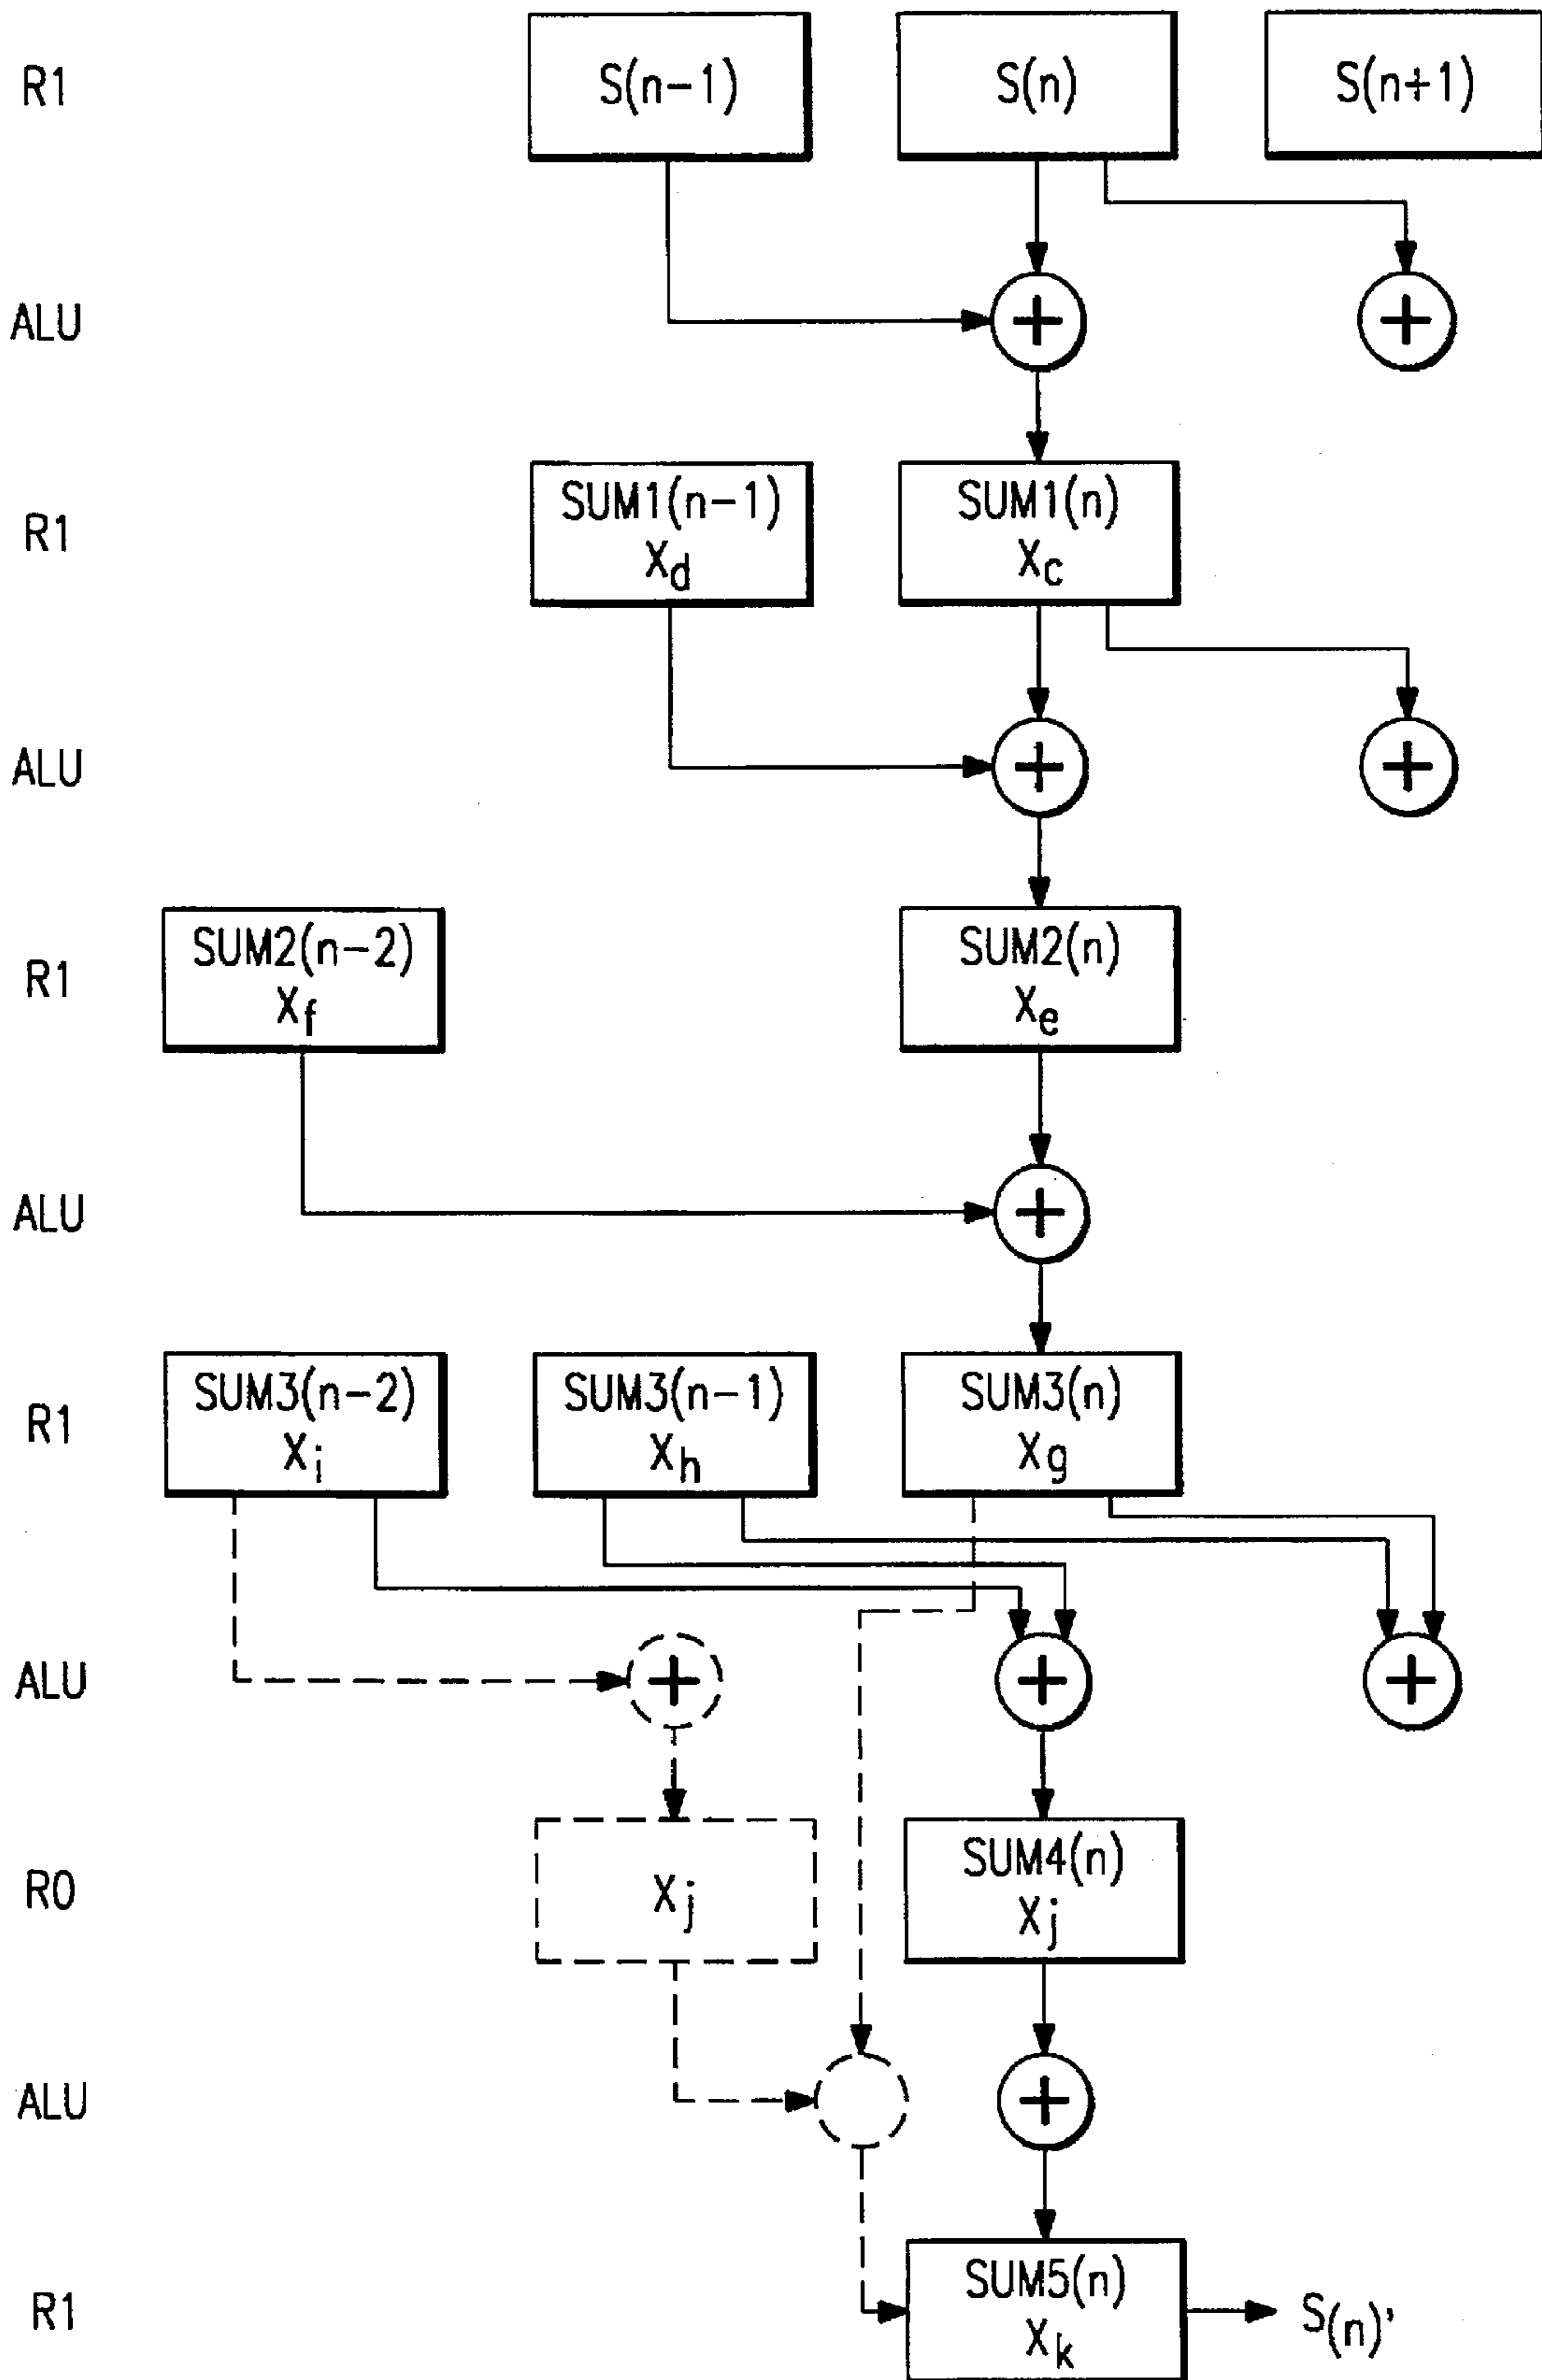 R1 S(n-1) S(n) S(n+1)
ALU + +
R1 SUM1(n-1) SUM1(n)
Xd Xc
ALU + +
R1 SUM2(n-2) SUM2(n)
Xf Xe
ALU +
R1 SUM3(n-2) SUM3(n-1) SUM3(n)
Xi Xh Xg
ALU + + +
R0 Xj SUM4(n)
Xj
ALU +
R1 SUM5(n) S(n)'
Xk